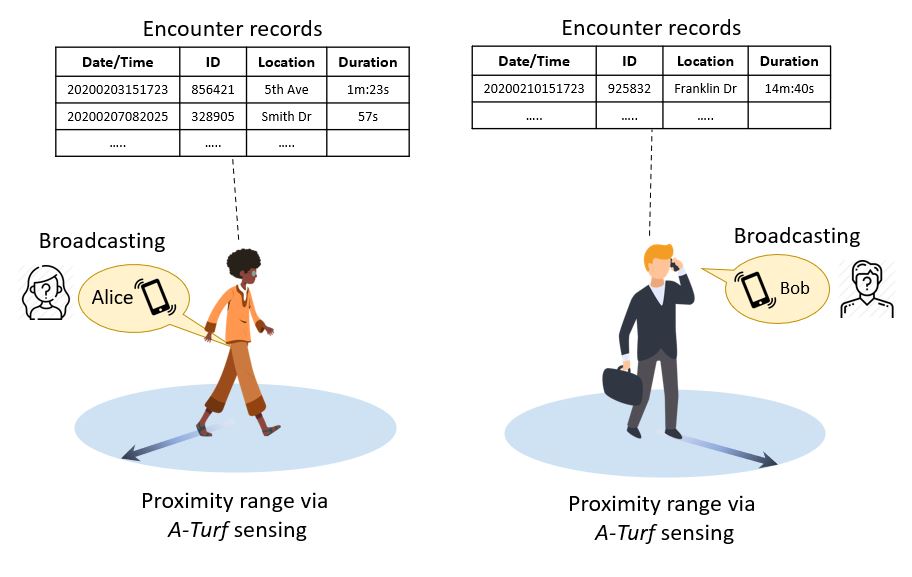 Encounter records
Date/Time ID Location Duration
20200203151723 856421 5th Ave 1m:23s
20200207082025 328905 Smith Dr 57s
..... ..... .....
Broadcasting
?
Alice
Proximity range via
A-Turf sensing
Encounter records
Date/Time ID Location Duration
20200210151723 925832 Franklin Dr 14m:40s
..... ..... .....
Broadcasting
Bob
?
Proximity range via
A-Turf sensing